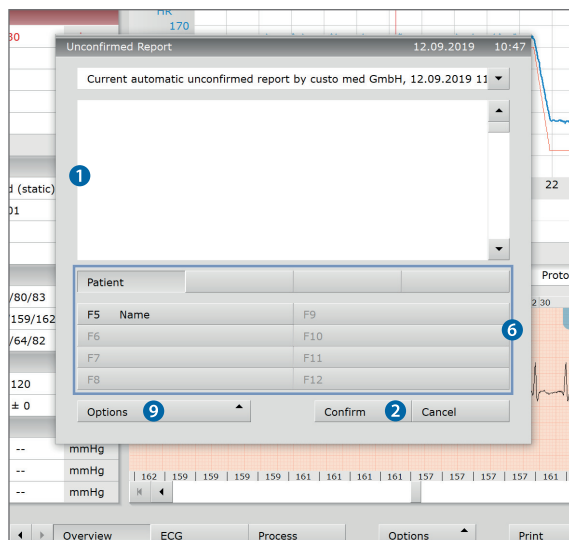 HR
170
30
Unconfirmed Report 12.09.2019 10:47
Current automatic unconfirmed report by custo med GmbH, 12.09.2019 11
1
d (static)
01
22
Patient
Proto
/80/83
2:30
F5 Name F9
159/162
6
F6 F10
/64/82
F7 F11
F8 F12
120
Options 9 Confirm 2 Cancel
± 0
-- mmHg
-- mmHg
162 159 159 159 159 161 161 161 161 157 157 157 157 161
-- mmHg
Overview ECG Process Options Print